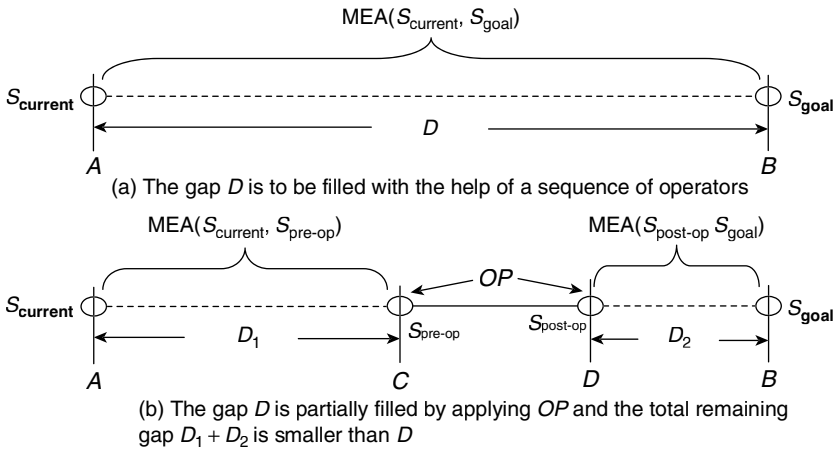 MEA(Scurrent, Sgoal)
Scurrent
Sgoal
D
A
B
(a) The gap D is to be filled with the help of a sequence of operators
MEA(Scurrent, Spre-op)
MEA(Spost-op Sgoal)
OP
Scurrent
Sgoal
D1
Spre-op
Spost-op
D2
A
C
D
B
(b) The gap D is partially filled by applying OP and the total remaining
gap D1 + D2 is smaller than D